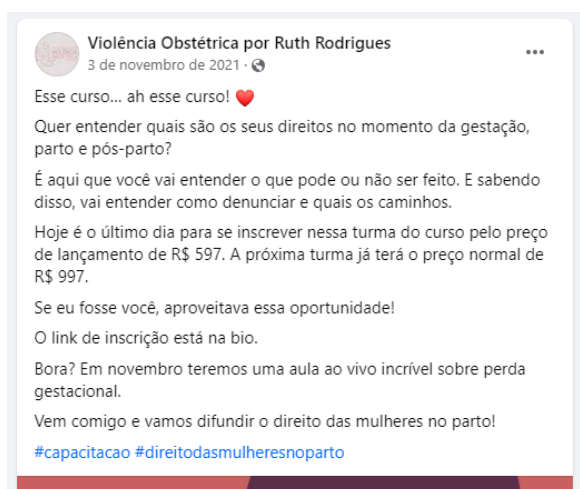 Violência Obstétrica por Ruth Rodrigues
3 de novembro de 2021 ·
Esse curso... ah esse curso! ❤️
Quer entender quais são os seus direitos no momento da gestação,
parto e pós-parto?
É aqui que você vai entender o que pode ou não ser feito. E sabendo
disso, vai entender como denunciar e quais os caminhos.
Hoje é o último dia para se inscrever nessa turma do curso pelo preço
de lançamento de R$ 597. A próxima turma já terá o preço normal de
R$ 997.
Se eu fosse você, aproveitava essa oportunidade!
O link de inscrição está na bio.
Bora? Em novembro teremos uma aula ao vivo incrível sobre perda
gestacional.
Vem comigo e vamos difundir o direito das mulheres no parto!
#capacitacao #direitodasmulheresnoparto